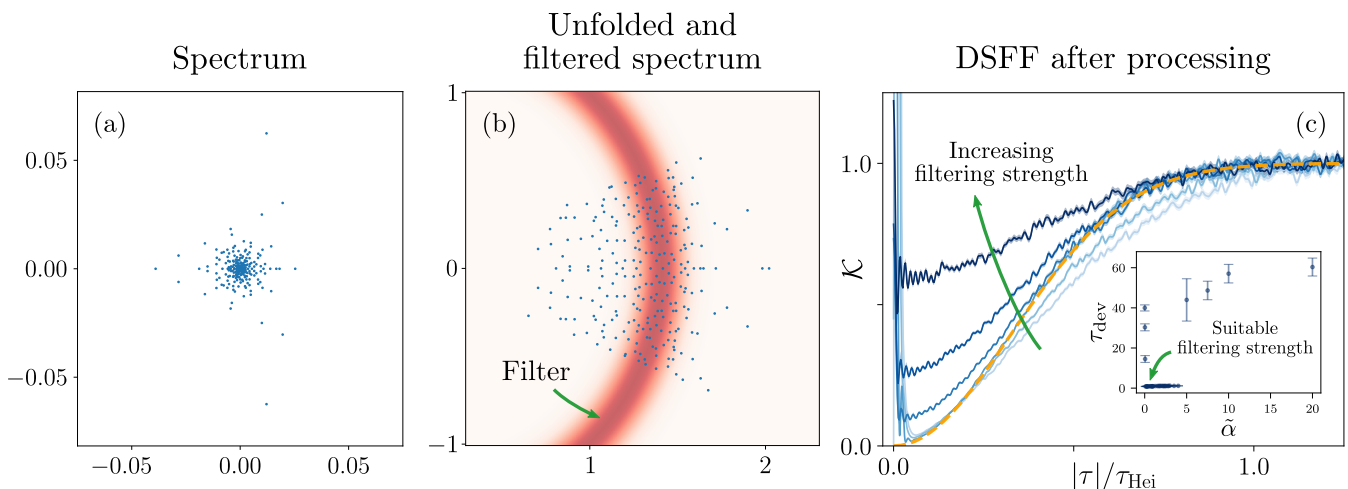 Spectrum
(a)
0.05
0.00
−0.05
−0.05
0.00
0.05
Unfolded and
filtered spectrum
(b)
1
0
−1
Filter
1
2
DSFF after processing
(c)
1.0
0.0
𝒦
Increasing
filtering strength
0.0
1.0
|τ|/τ_Hei
60
40
20
0
τ_dev
Suitable
filtering strength
0
5
10
15
20
α̃